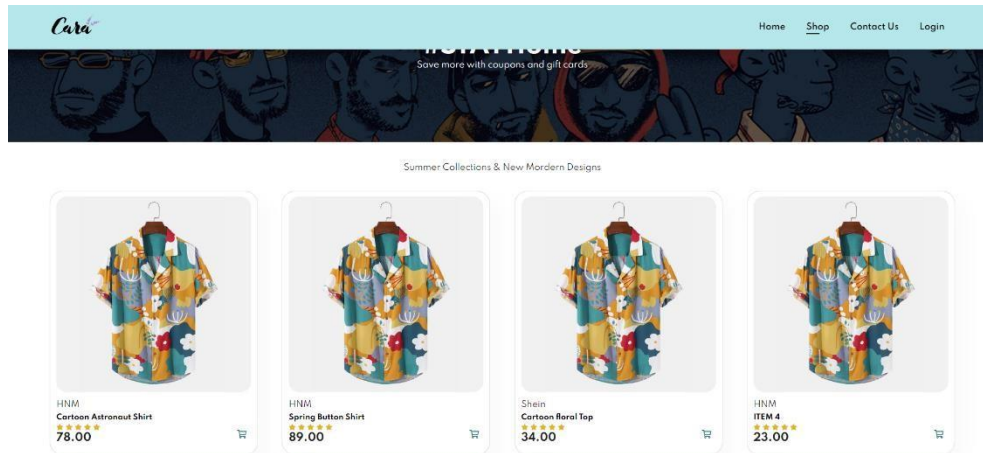 Cara
Home Shop Contact Us Login
#STAYHome
Save more with coupons and gift cards
Summer Collections & New Mordern Designs
HNM
Cartoon Astronaut Shirt
78.00
HNM
Spring Button Shirt
89.00
Shein
Cartoon floral Top
34.00
HNM
ITEM 4
23.00